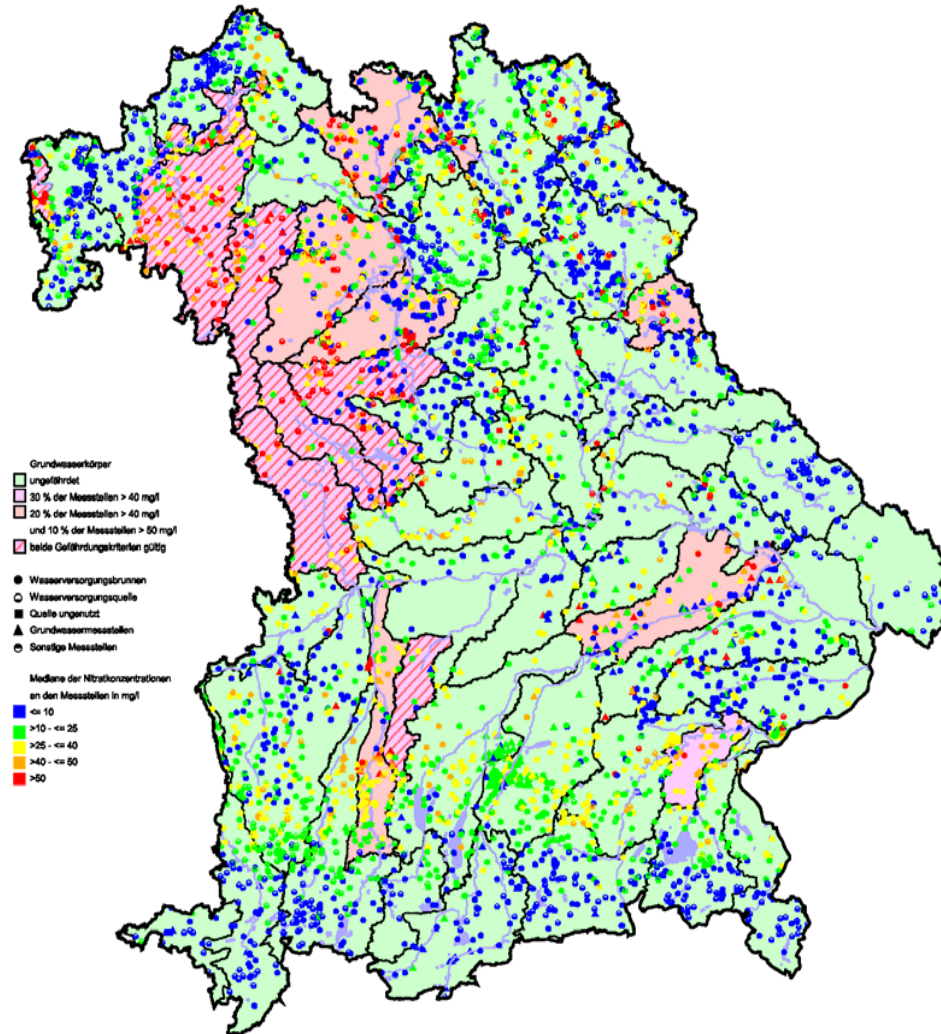 Grundwasserkörper
ungefährdet
30 % der Messstellen > 40 mg/l
20 % der Messstellen > 40 mg/l
und 10 % der Messstellen > 50 mg/l
beide Gefährdungskriterien gültig
Wasserversorgungsbrunnen
Wasserversorgungsquelle
Quelle ungenutzt
Grundwassermessstellen
Sonstige Messstellen
Mediane der Nitratkonzentrationen
an den Messstellen in mg/l
<= 10
>10 - <= 25
>25 - <= 40
>40 - <= 50
>50